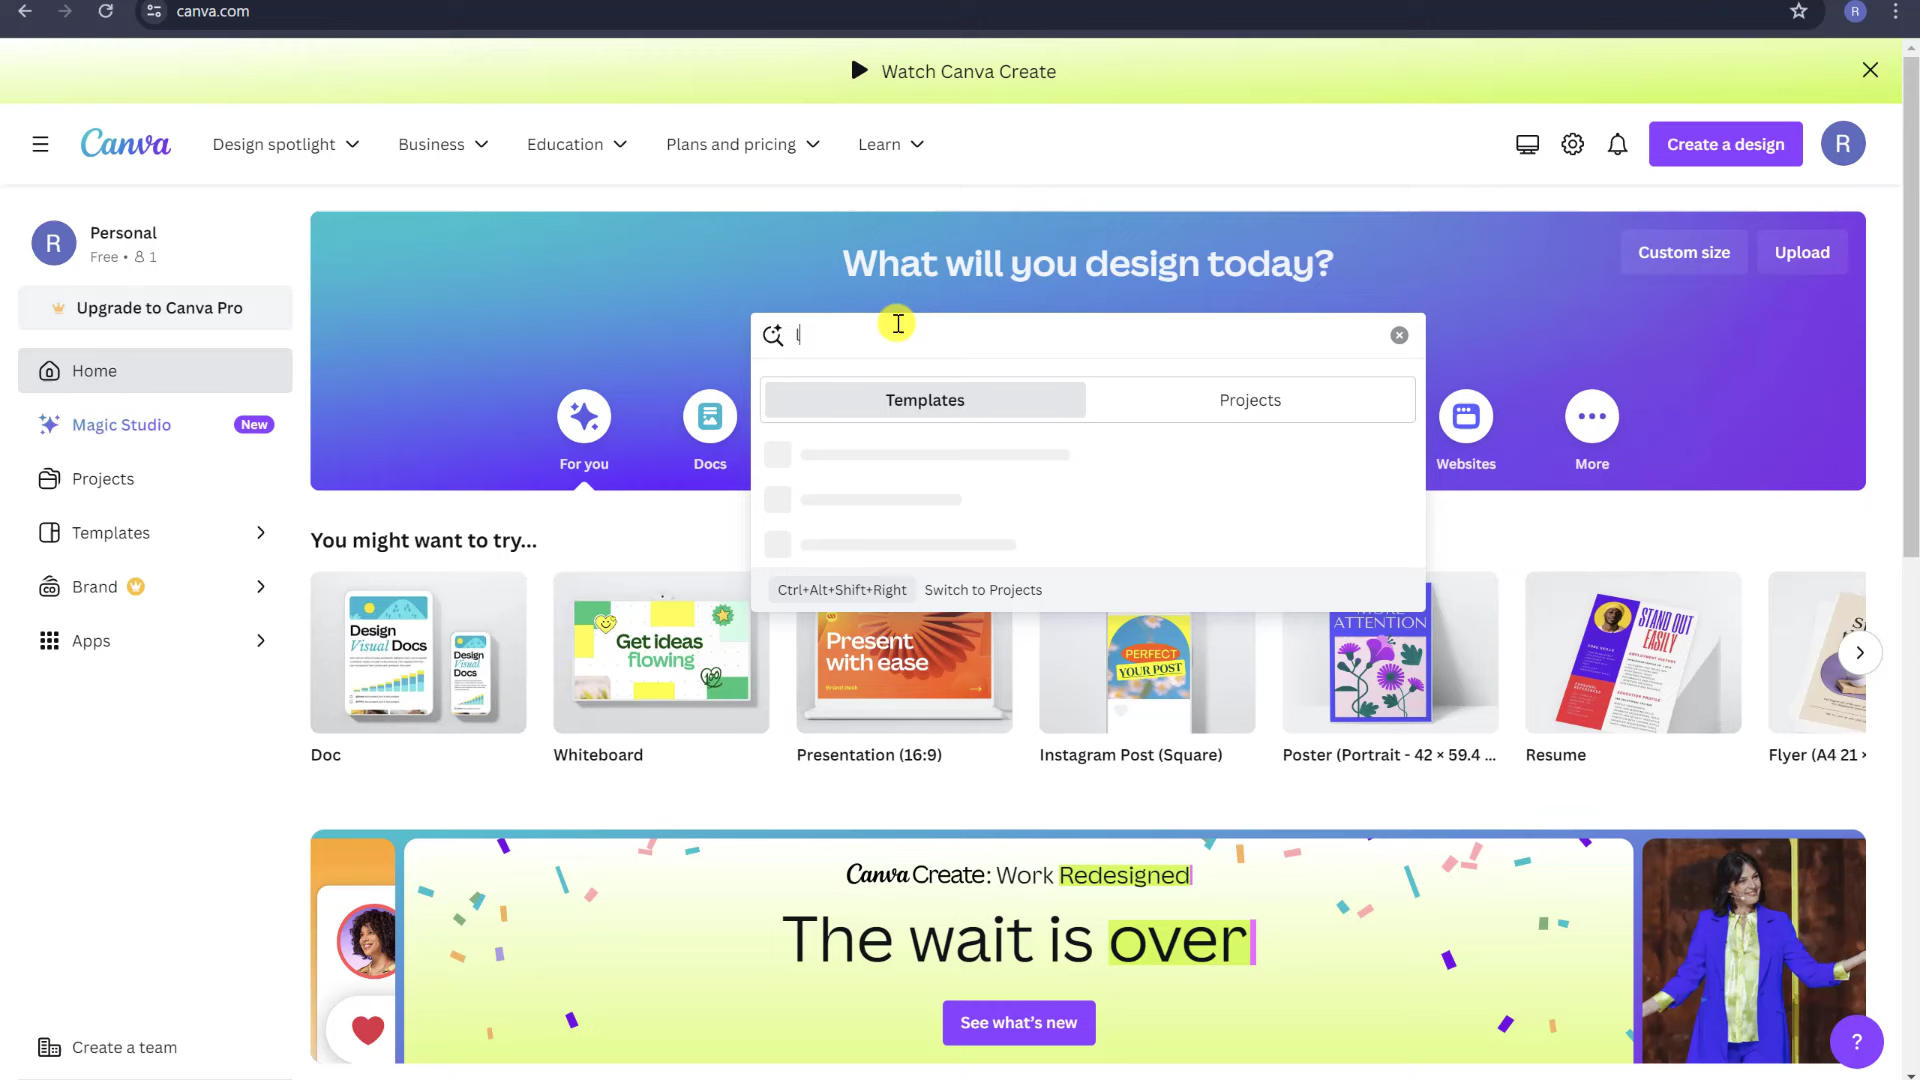 canva.com
R
Watch Canva Create
Canva
Design spotlight
Business
Education
Plans and pricing
Learn
Create a design
R
R
Personal
Free • 1
Upgrade to Canva Pro
Home
Magic Studio
New
Projects
Templates
Brand
Apps
Create a team
What will you design today?
Custom size
Upload
l
Templates
Projects
Ctrl+Alt+Shift+Right
Switch to Projects
For you
Docs
Websites
More
You might want to try...
Design
Visual Docs
Design
Visual
Docs
Doc
Get ideas
flowing
Whiteboard
Present
with ease
Presentation (16:9)
PERFECT
YOUR POST
Instagram Post (Square)
ATTENTION
Poster (Portrait - 42 × 59.4 ...
STAND OUT
EASILY
Resume
Flyer (A4 21 ×
Canva Create: Work Redesigned
The wait is over
See what's new
?